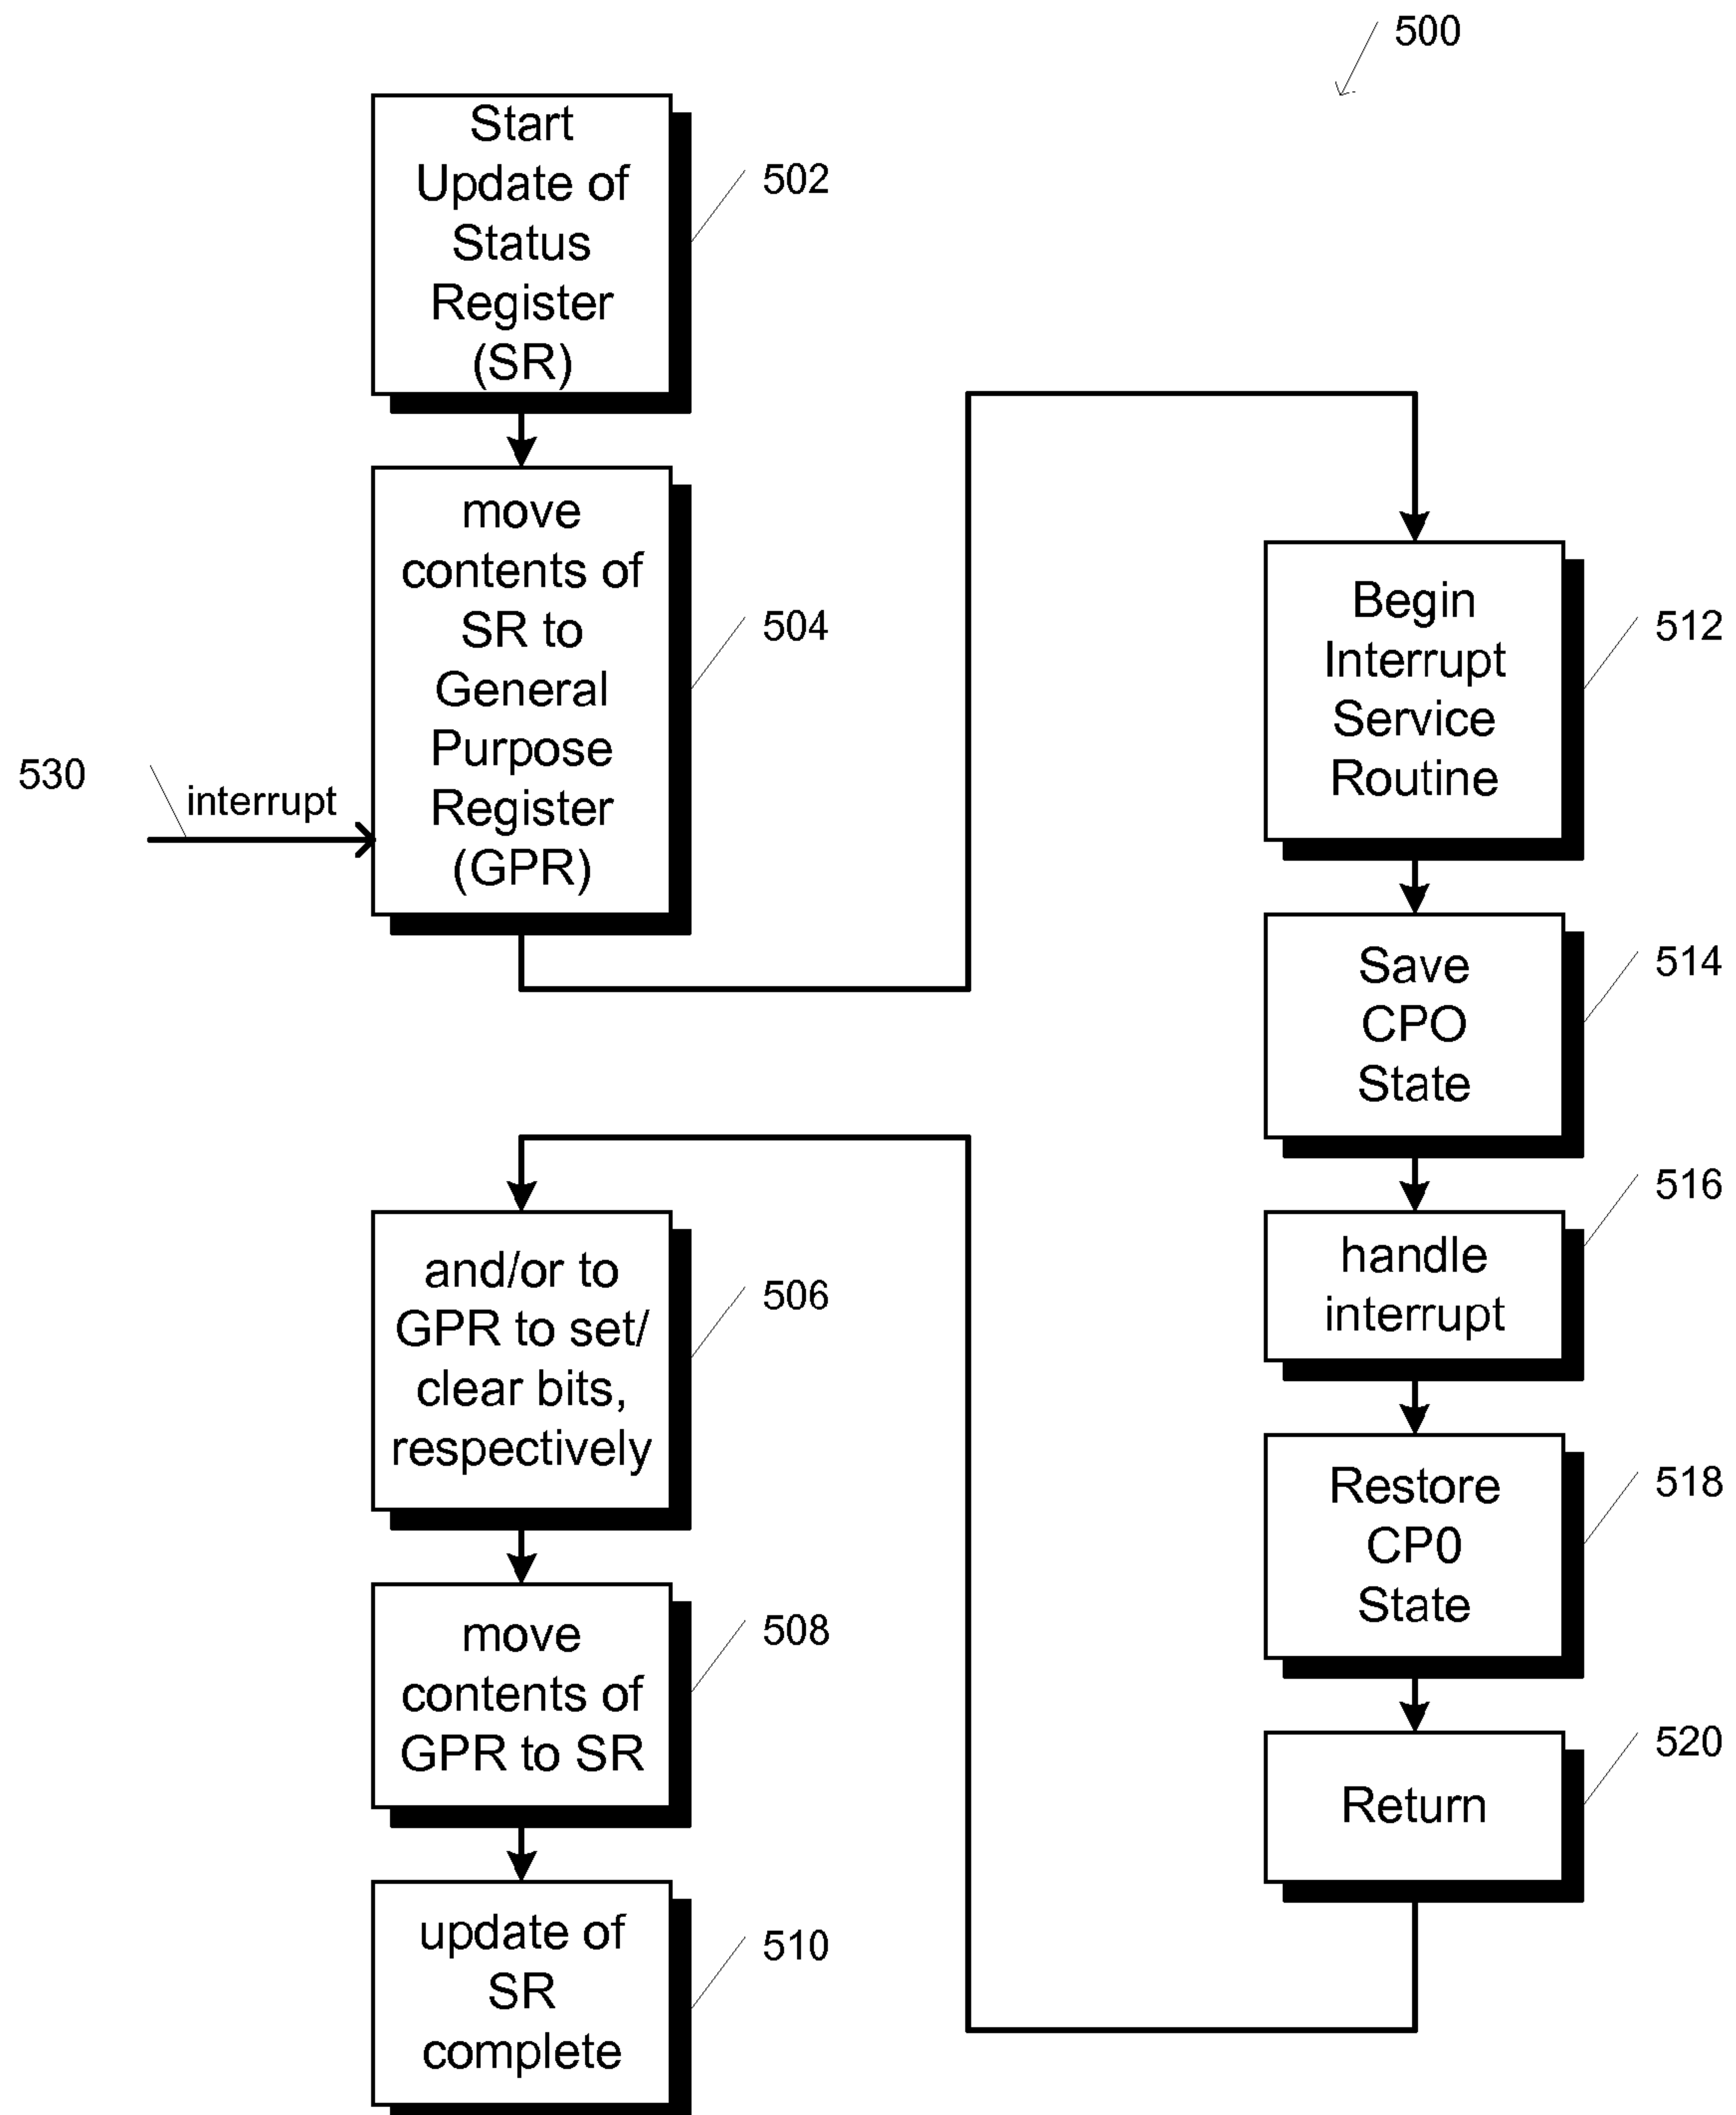 500
Start
Update of
Status
Register
(SR)
502
move
contents of
SR to
General
Purpose
Register
(GPR)
504
530
interrupt
Begin
Interrupt
Service
Routine
512
Save
CPO
State
514
handle
interrupt
516
Restore
CP0
State
518
Return
520
and/or to
GPR to set/
clear bits,
respectively
506
move
contents of
GPR to SR
508
update of
SR
complete
510